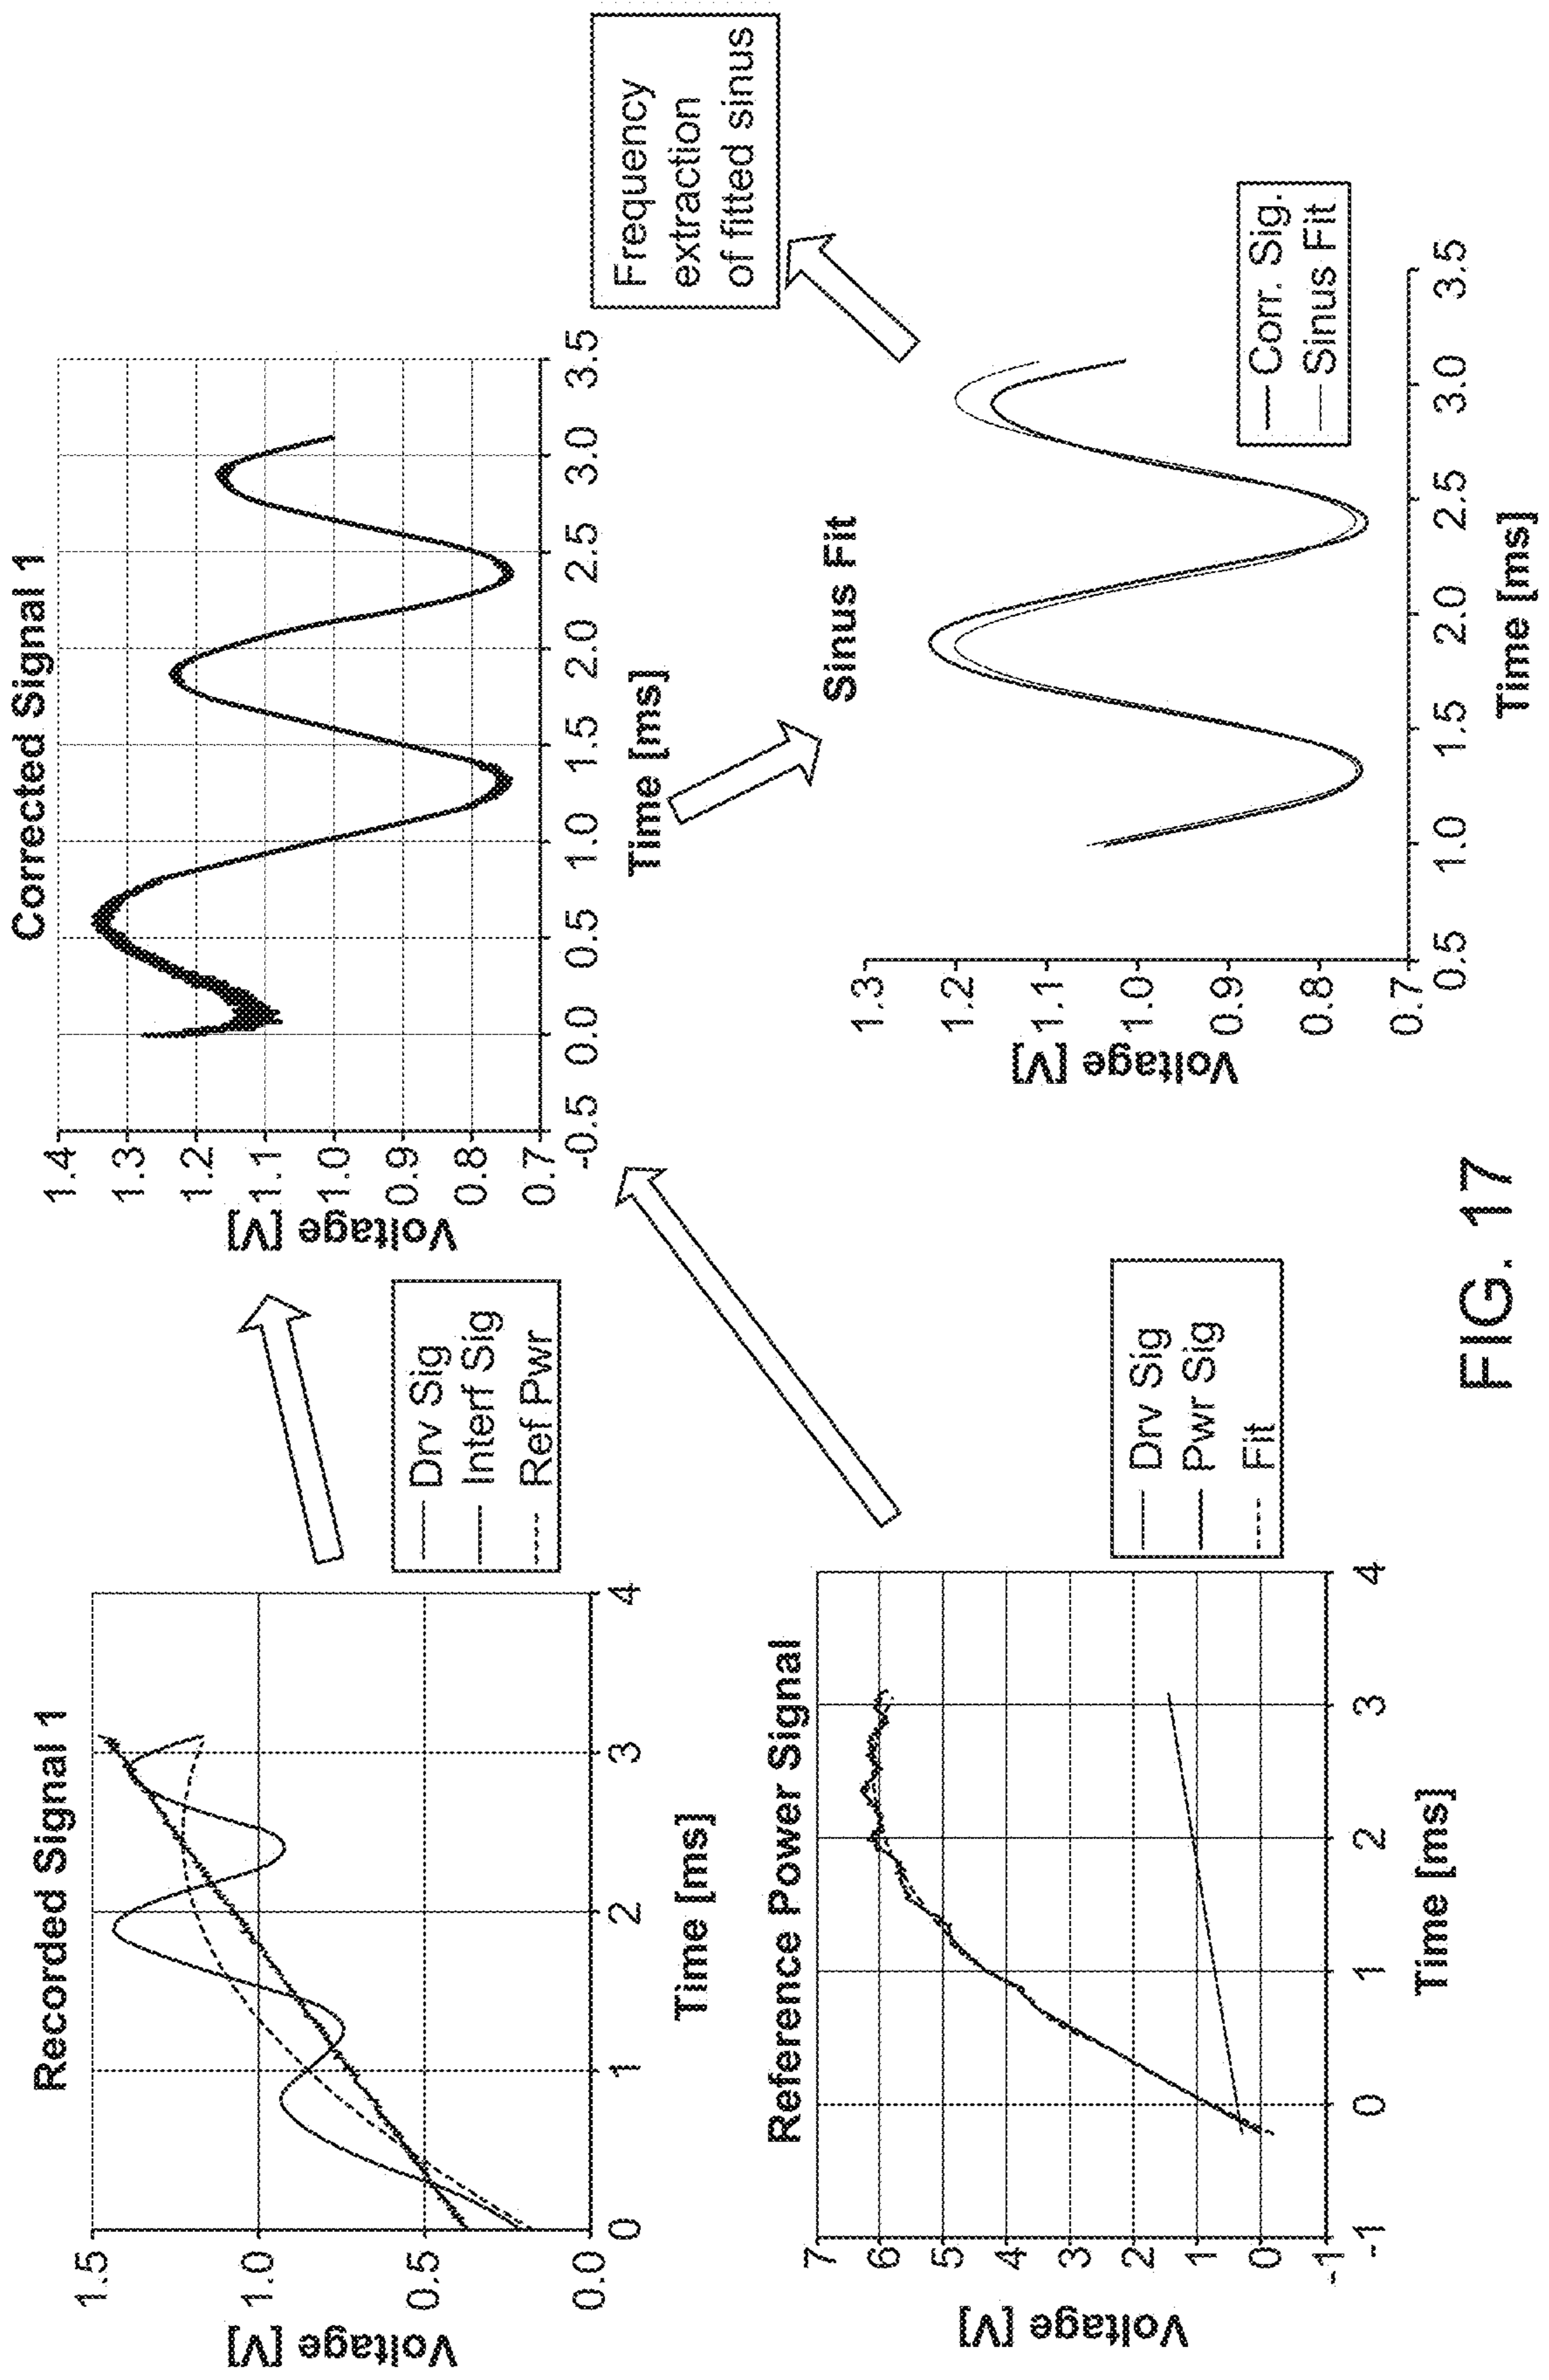 Recorded Signal 1
Voltage [V]
1.5
1.0
0.5
0.0
0
1
2
3
4
Time [ms]
Drv Sig
Interf Sig
Ref Pwr
Corrected Signal 1
Voltage [V]
1.4
1.3
1.2
1.1
1.0
0.9
0.8
0.7
-0.5
0.0
0.5
1.0
1.5
2.0
2.5
3.0
3.5
Time [ms]
Reference Power Signal
Voltage [V]
7
6
5
4
3
2
1
0
-1
-1
0
1
2
3
4
Time [ms]
Drv Sig
Pwr Sig
Fit
Sinus Fit
Voltage [V]
1.3
1.2
1.1
1.0
0.9
0.8
0.7
0.5
1.0
1.5
2.0
2.5
3.0
3.5
Time [ms]
Corr. Sig.
Sinus Fit
Frequency
extraction
of fitted sinus
FIG. 17